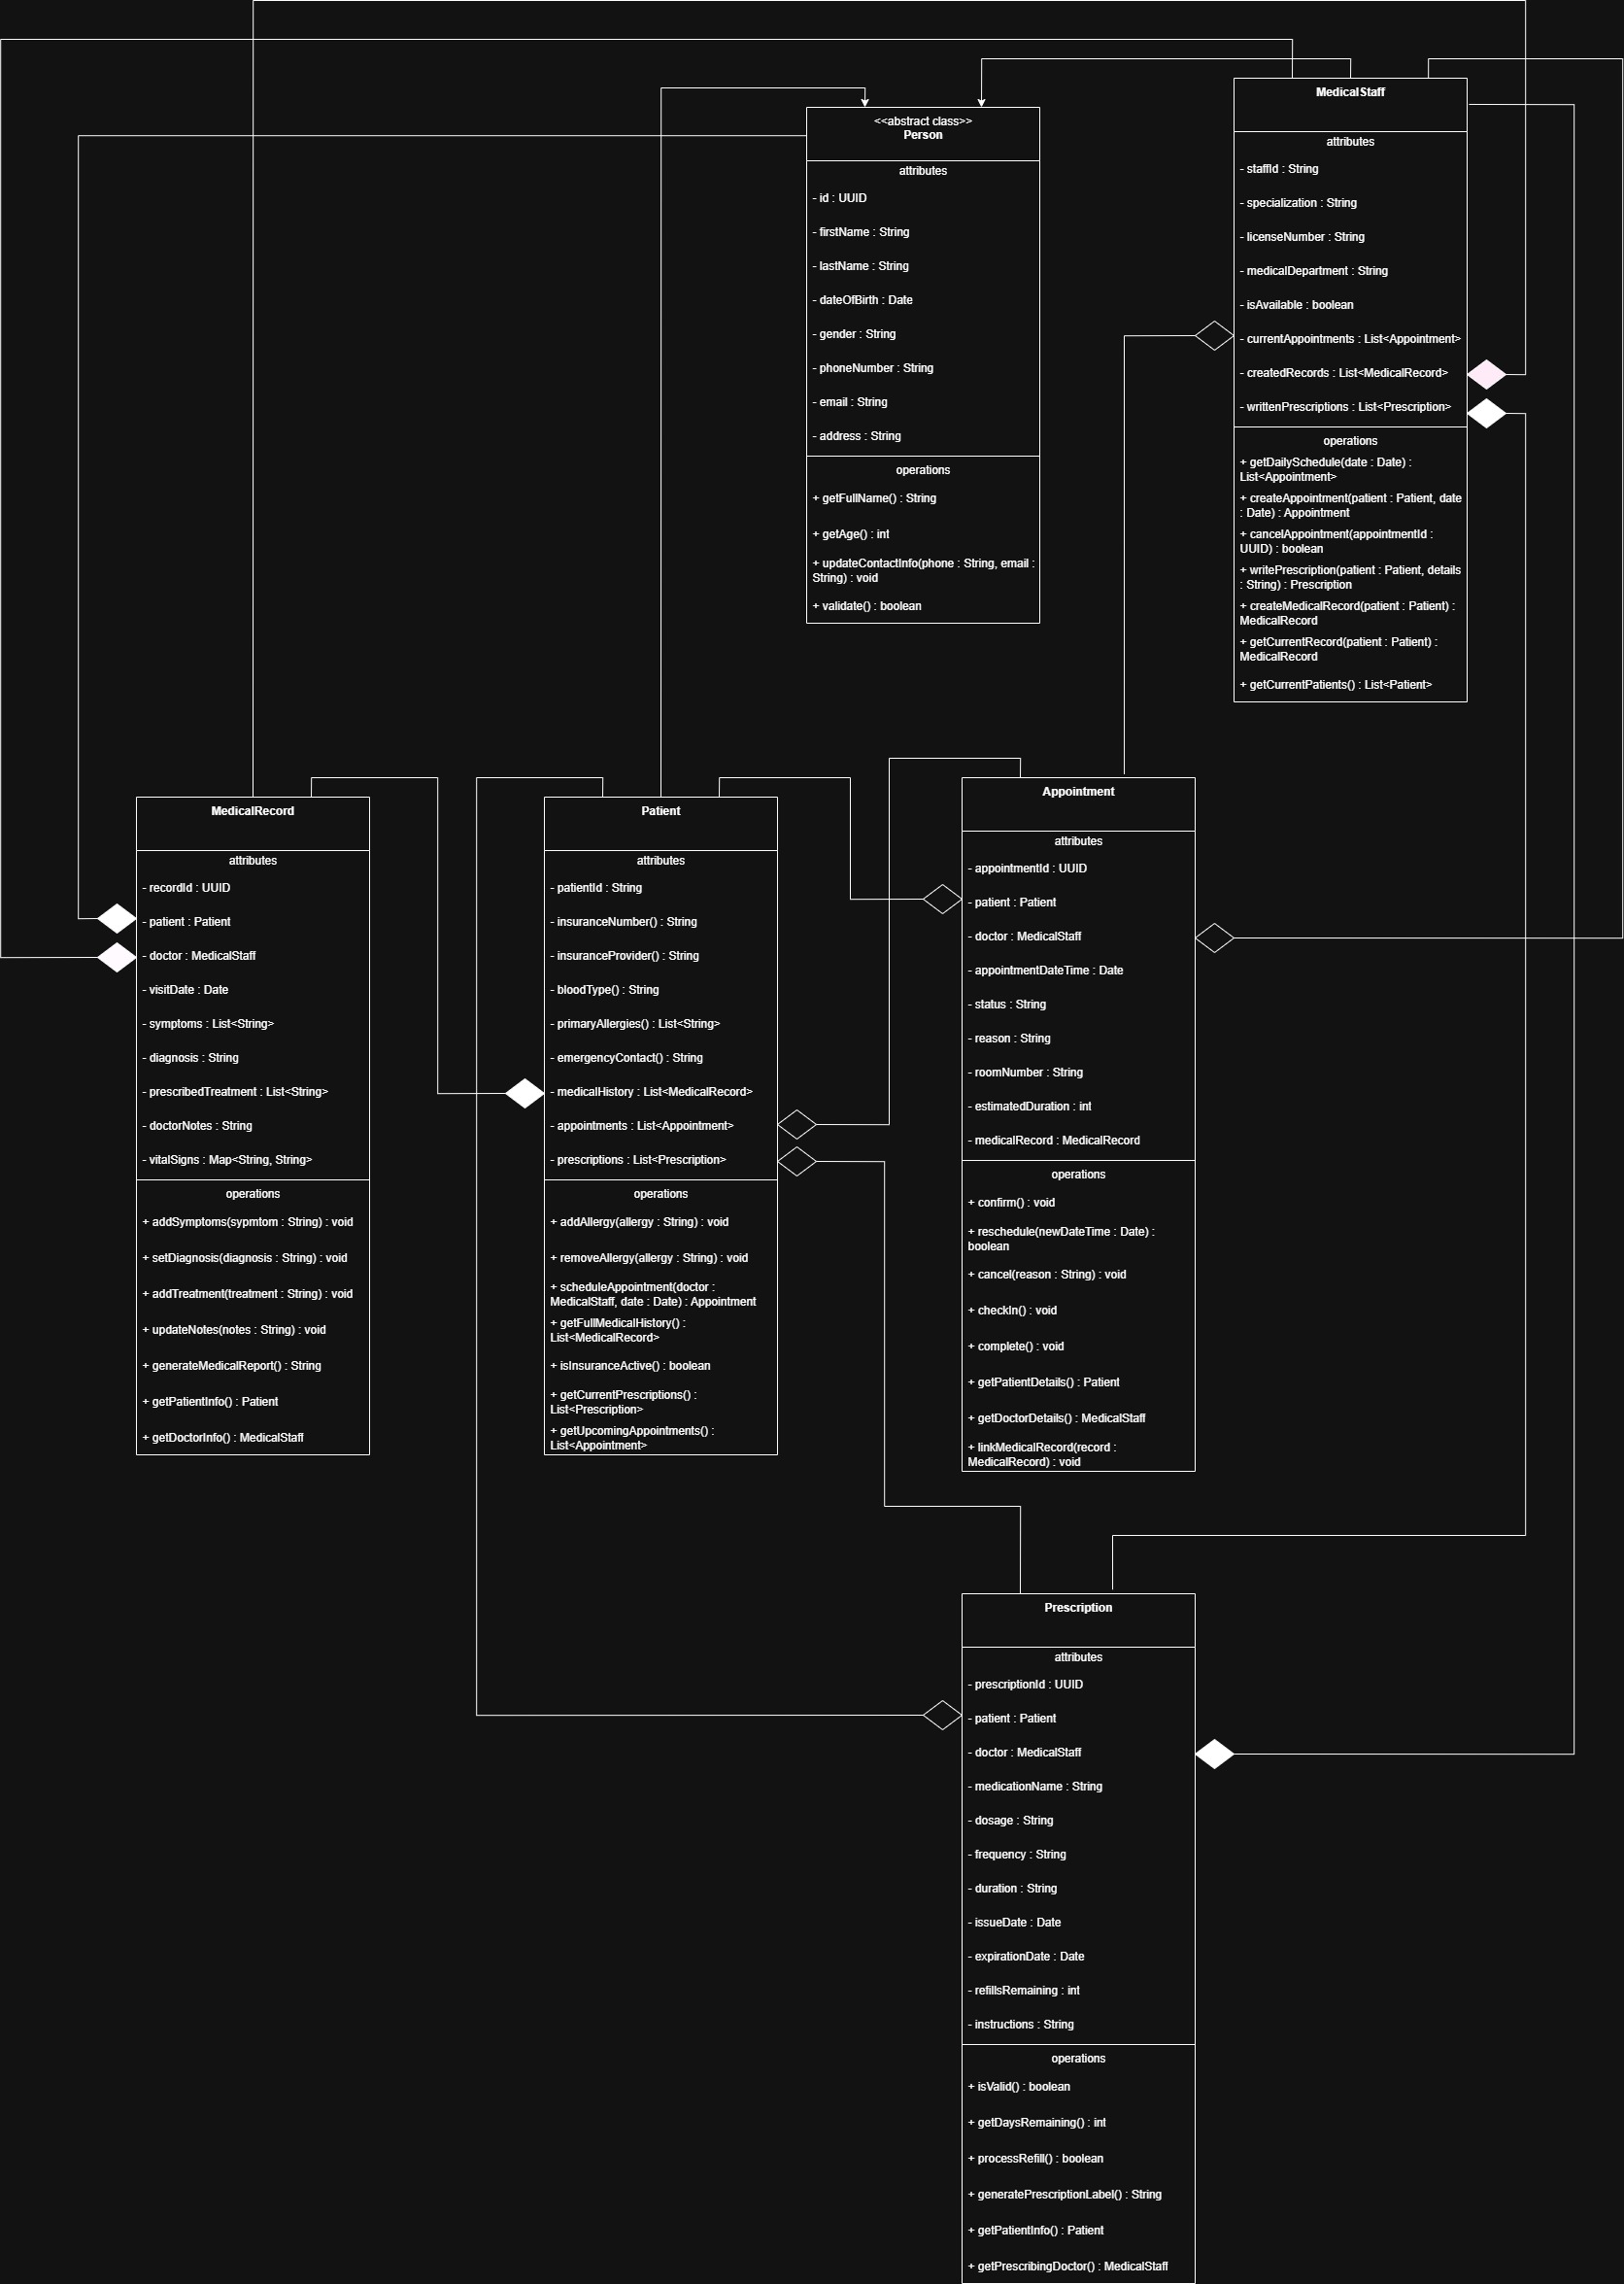 <<abstract class>>
Person
attributes
- id : UUID
- firstName : String
- lastName : String
- dateOfBirth : Date
- gender : String
- phoneNumber : String
- email : String
- address : String
operations
+ getFullName() : String
+ getAge() : int
+ updateContactInfo(phone : String, email :
String) : void
+ validate() : boolean
MedicalStaff
attributes
- staffId : String
- specialization : String
- licenseNumber : String
- medicalDepartment : String
- isAvailable : boolean
- currentAppointments : List<Appointment>
- createdRecords : List<MedicalRecord>
- writtenPrescriptions : List<Prescription>
operations
+ getDailySchedule(date : Date) :
List<Appointment>
+ createAppointment(patient : Patient, date
: Date) : Appointment
+ cancelAppointment(appointmentId :
UUID) : boolean
+ writePrescription(patient : Patient, details
: String) : Prescription
+ createMedicalRecord(patient : Patient) :
MedicalRecord
+ getCurrentRecord(patient : Patient) :
MedicalRecord
+ getCurrentPatients() : List<Patient>
MedicalRecord
attributes
- recordId : UUID
- patient : Patient
- doctor : MedicalStaff
- visitDate : Date
- symptoms : List<String>
- diagnosis : String
- prescribedTreatment : List<String>
- doctorNotes : String
- vitalSigns : Map<String, String>
operations
+ addSymptoms(sypmtom : String) : void
+ setDiagnosis(diagnosis : String) : void
+ addTreatment(treatment : String) : void
+ updateNotes(notes : String) : void
+ generateMedicalReport() : String
+ getPatientInfo() : Patient
+ getDoctorInfo() : MedicalStaff
Patient
attributes
- patientId : String
- insuranceNumber() : String
- insuranceProvider() : String
- bloodType() : String
- primaryAllergies() : List<String>
- emergencyContact() : String
- medicalHistory : List<MedicalRecord>
- appointments : List<Appointment>
- prescriptions : List<Prescription>
operations
+ addAllergy(allergy : String) : void
+ removeAllergy(allergy : String) : void
+ scheduleAppointment(doctor :
MedicalStaff, date : Date) : Appointment
+ getFullMedicalHistory() :
List<MedicalRecord>
+ isInsuranceActive() : boolean
+ getCurrentPrescriptions() :
List<Prescription>
+ getUpcomingAppointments() :
List<Appointment>
Appointment
attributes
- appointmentId : UUID
- patient : Patient
- doctor : MedicalStaff
- appointmentDateTime : Date
- status : String
- reason : String
- roomNumber : String
- estimatedDuration : int
- medicalRecord : MedicalRecord
operations
+ confirm() : void
+ reschedule(newDateTime : Date) :
boolean
+ cancel(reason : String) : void
+ checkIn() : void
+ complete() : void
+ getPatientDetails() : Patient
+ getDoctorDetails() : MedicalStaff
+ linkMedicalRecord(record :
MedicalRecord) : void
Prescription
attributes
- prescriptionId : UUID
- patient : Patient
- doctor : MedicalStaff
- medicationName : String
- dosage : String
- frequency : String
- duration : String
- issueDate : Date
- expirationDate : Date
- refillsRemaining : int
- instructions : String
operations
+ isValid() : boolean
+ getDaysRemaining() : int
+ processRefill() : boolean
+ generatePrescriptionLabel() : String
+ getPatientInfo() : Patient
+ getPrescribingDoctor() : MedicalStaff